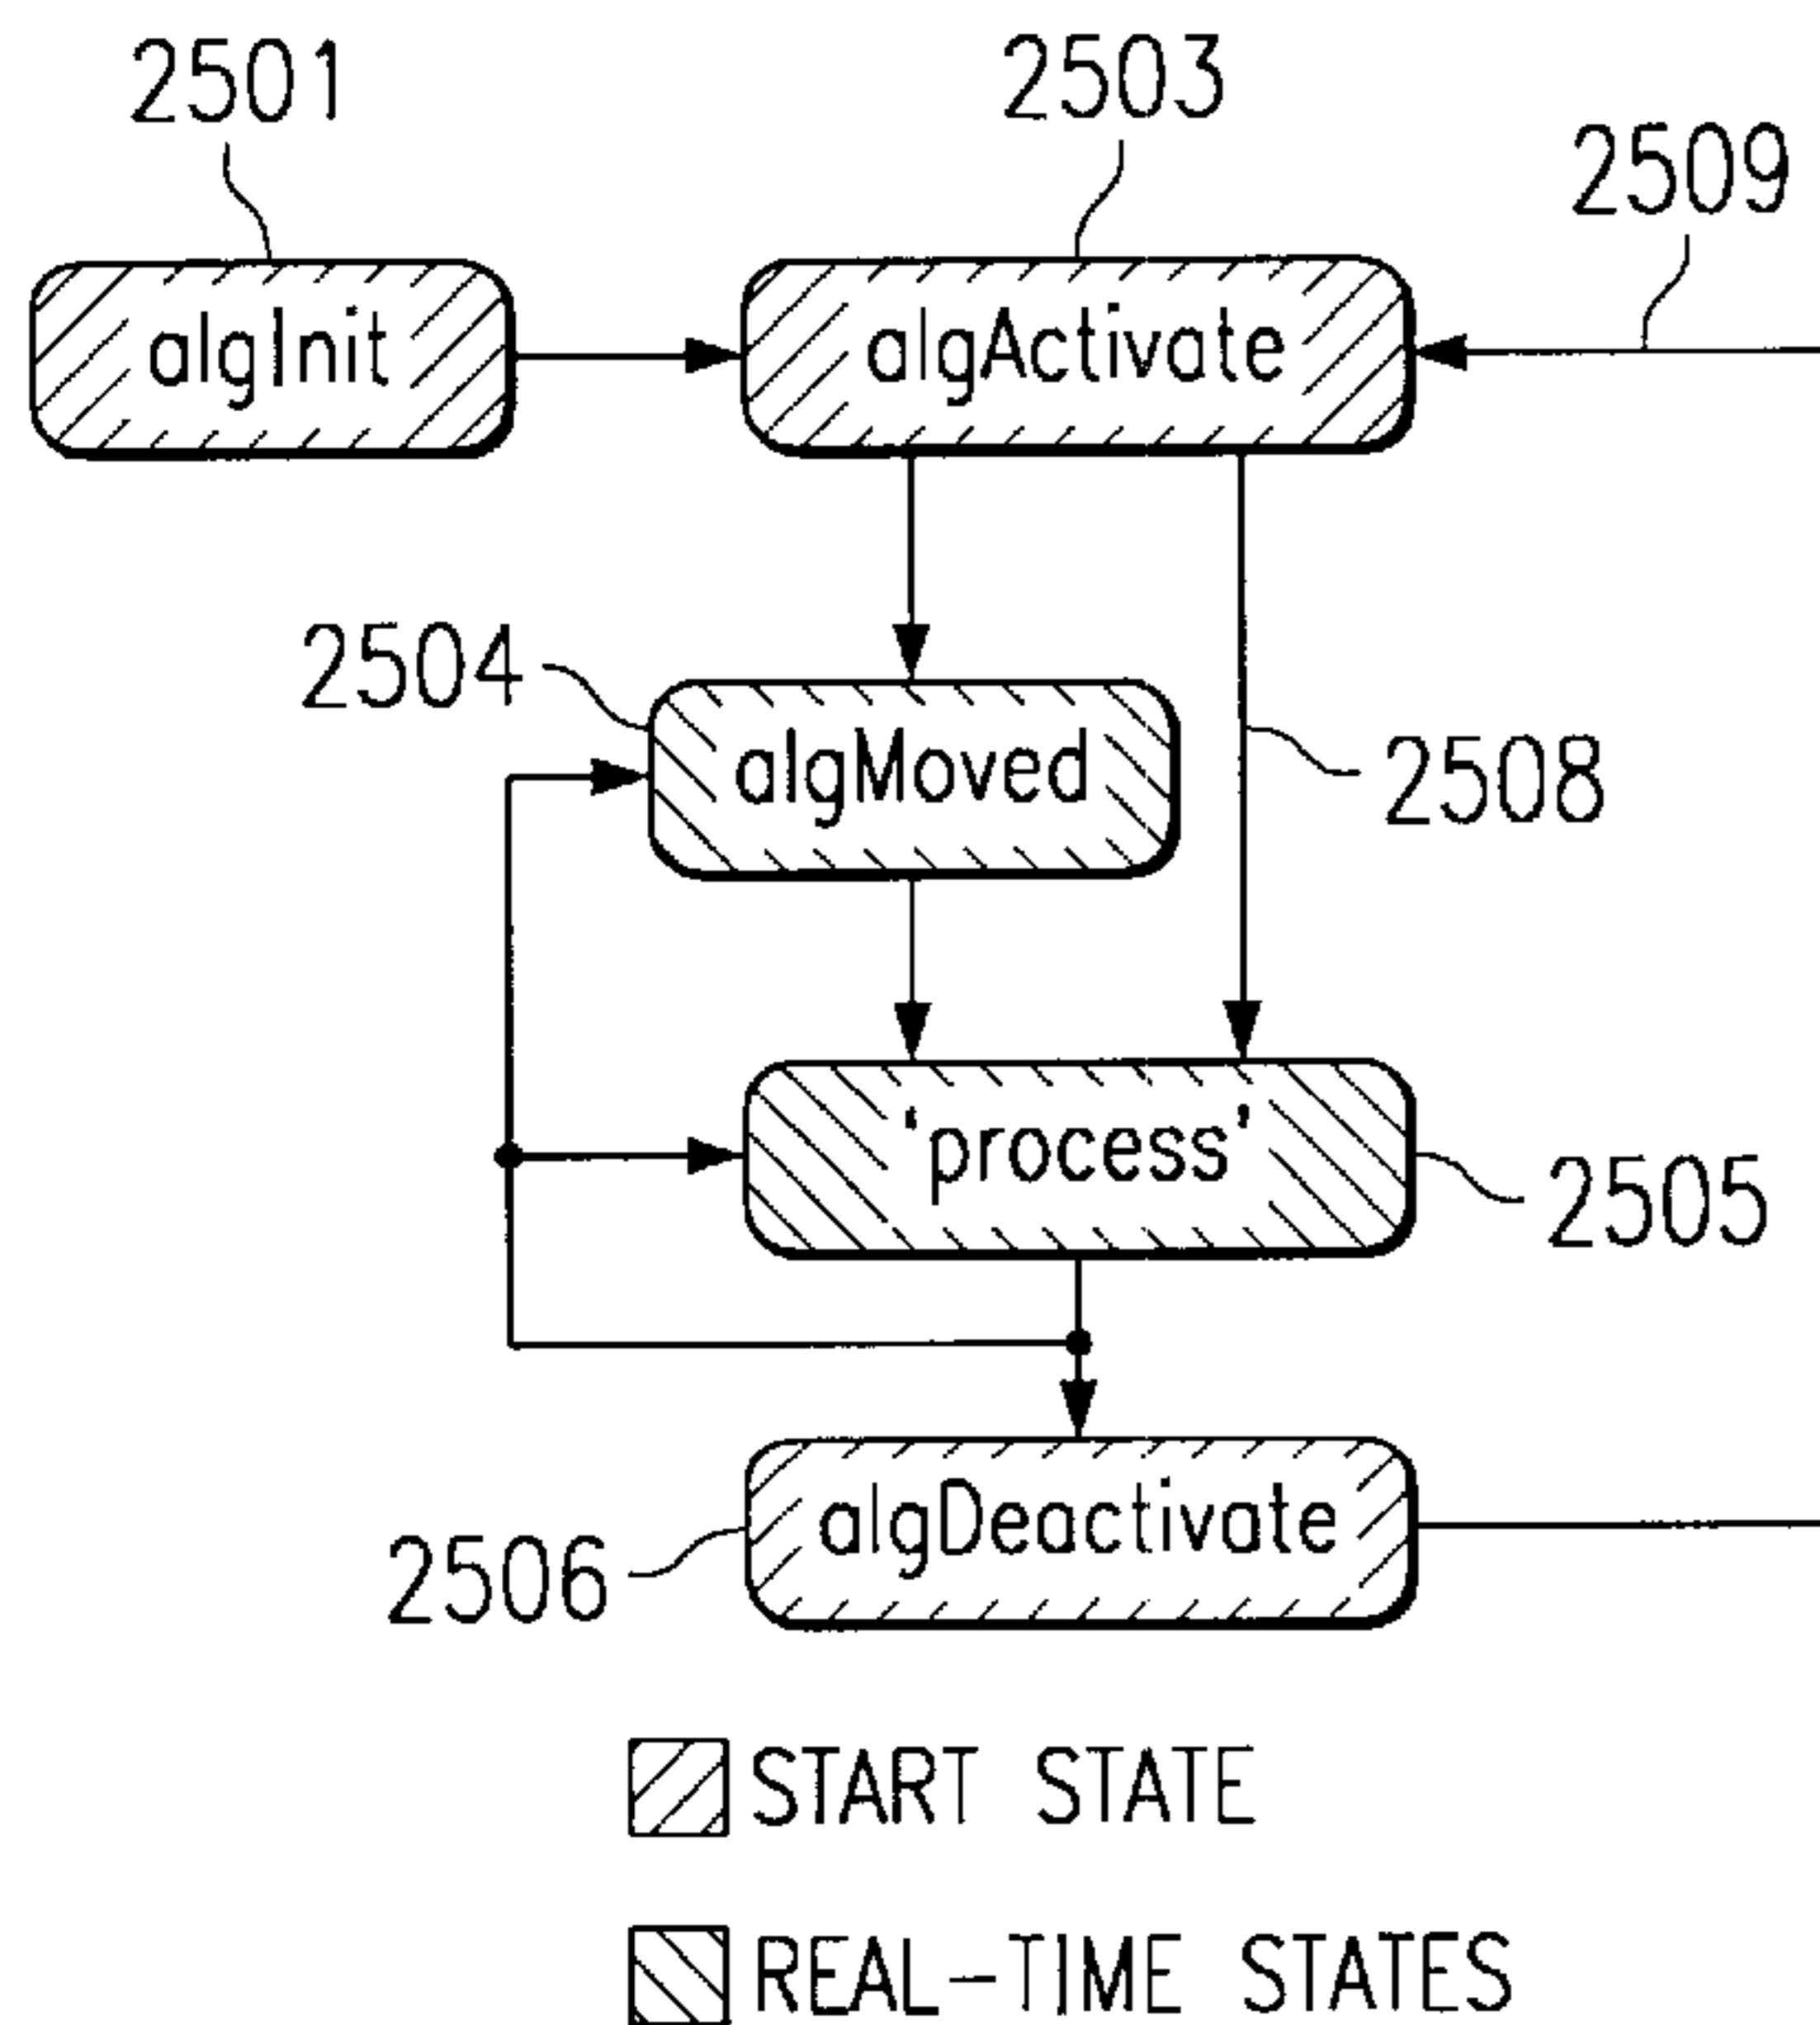 2501
2503
2509
algInit
algActivate
2504
algMoved
2508
'process'
2505
algDeactivate
2506
START STATE
REAL-TIME STATES